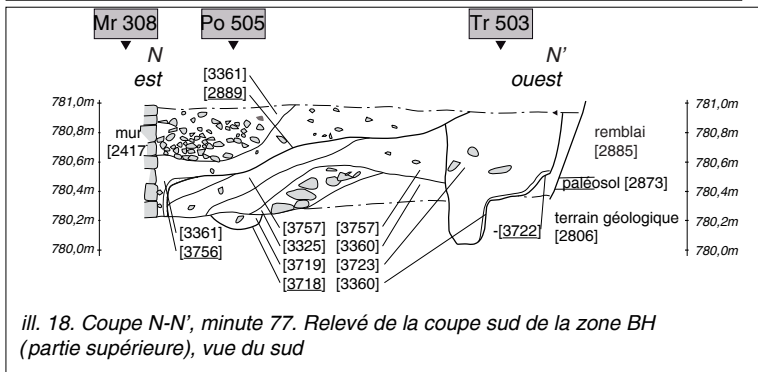 Mr 308 Po 505 Tr 503
N N’
est ouest
[3361]
[2889]
781,0m 781,0m
780,8m mur remblai 780,8m
[2417] [2885]
780,6m 780,6m
780,4m paléosol [2873] 780,4m
780,2m terrain géologique 780,2m
[3361] [3757] [3757] -[3722] [2806]
780,0m [3756] [3325] [3360] 780,0m
[3719] [3723]
[3718] [3360]
ill. 18. Coupe N-N’, minute 77. Relevé de la coupe sud de la zone BH
(partie supérieure), vue du sud